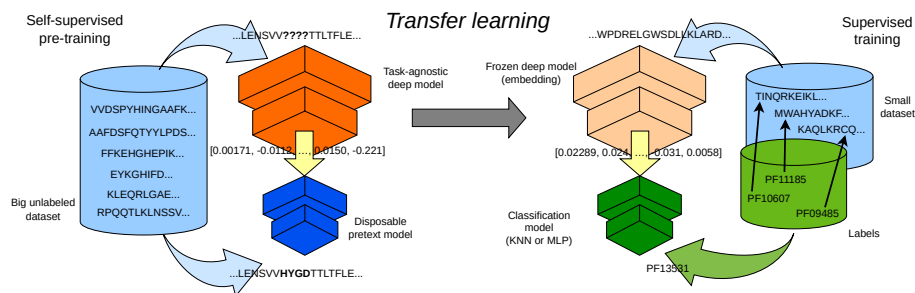 Transfer learning
Self-supervised
pre-training
...LENSVV????TTLTFLE...
VVDSPYHINGAAFK...
AAFDSFQTYYLPDS...
FFKEHGHEPIK...
EYKGHIFD...
KLEQRLGAE...
RPQQTLKLNSSV...
Big unlabeled
dataset
Task-agnostic
deep model
[0.00171, -0.0112, ..., 0.0150, -0.221]
Disposable
pretext model
...LENSVVHYGDTTLTFLE...
...WPDRELGWSDLLKLARD...
Frozen deep model
(embedding)
[0.02289, 0.024, ..., -0.031, 0.0058]
Classification
model
(KNN or MLP)
Supervised
training
TINQRKEIKL...
MWAHYADKF...
KAQLKRCQ...
Small
dataset
PF11185
PF10607
PF09485
Labels
PF13531